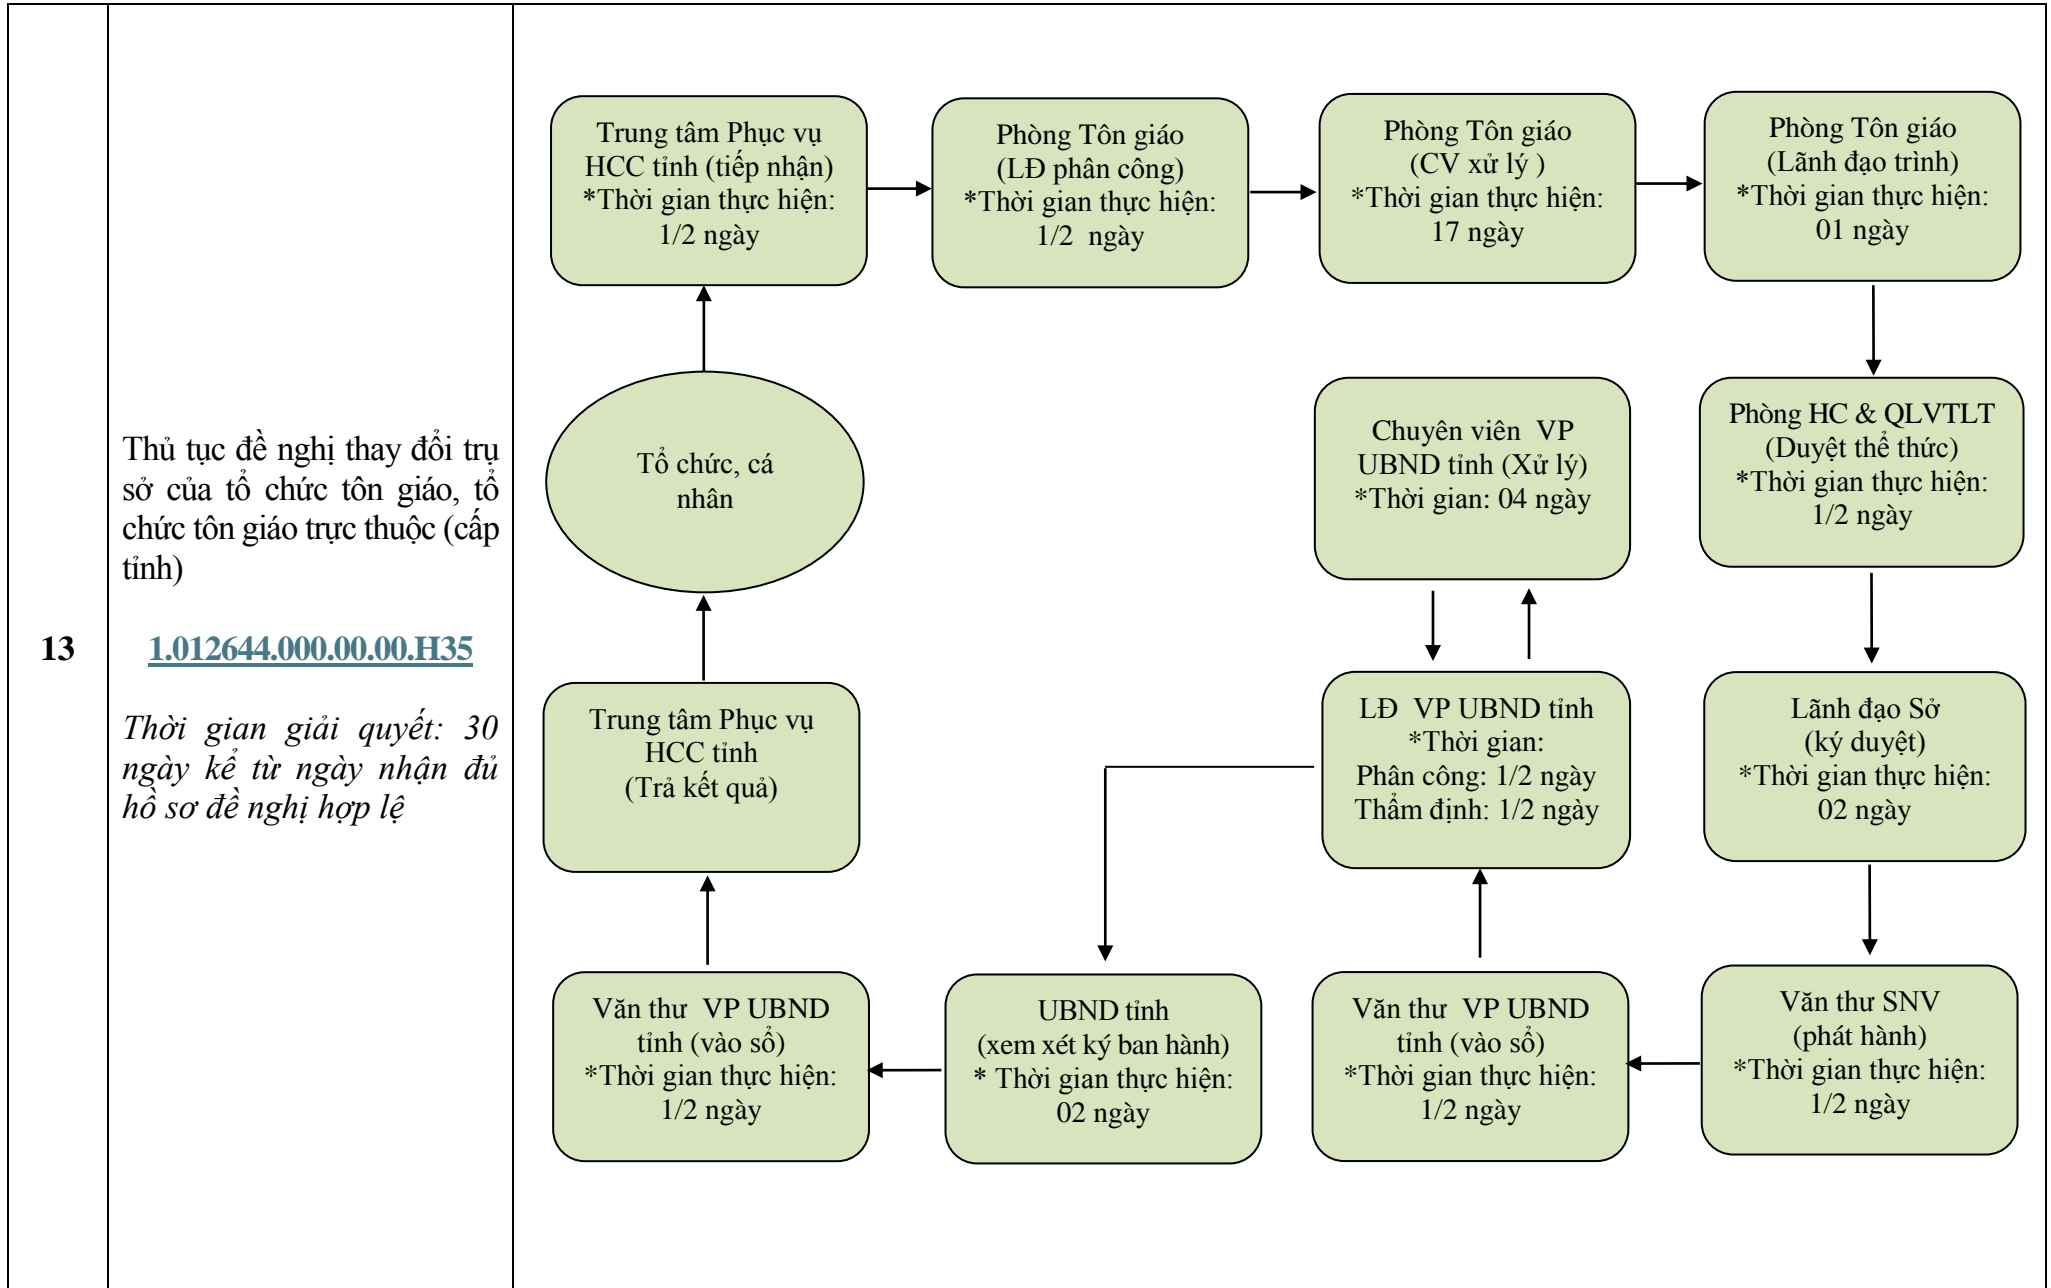 13
Thủ tục đề nghị thay đổi trụ
sở của tổ chức tôn giáo, tổ
chức tôn giáo trực thuộc (cấp
tỉnh)
1.012644.000.00.00.H35
Thời gian giải quyết: 30
ngày kể từ ngày nhận đủ
hồ sơ đề nghị hợp lệ
Trung tâm Phục vụ
HCC tỉnh (tiếp nhận)
*Thời gian thực hiện:
1/2 ngày
Phòng Tôn giáo
(LĐ phân công)
*Thời gian thực hiện:
1/2 ngày
Phòng Tôn giáo
(CV xử lý )
*Thời gian thực hiện:
17 ngày
Phòng Tôn giáo
(Lãnh đạo trình)
*Thời gian thực hiện:
01 ngày
Tổ chức, cá
nhân
Chuyên viên VP
UBND tỉnh (Xử lý)
*Thời gian: 04 ngày
Phòng HC & QLVTLT
(Duyệt thể thức)
*Thời gian thực hiện:
1/2 ngày
Trung tâm Phục vụ
HCC tỉnh
(Trả kết quả)
LĐ VP UBND tỉnh
*Thời gian:
Phân công: 1/2 ngày
Thẩm định: 1/2 ngày
Lãnh đạo Sở
(ký duyệt)
*Thời gian thực hiện:
02 ngày
Văn thư VP UBND
tỉnh (vào sổ)
*Thời gian thực hiện:
1/2 ngày
UBND tỉnh
(xem xét ký ban hành)
* Thời gian thực hiện:
02 ngày
Văn thư VP UBND
tỉnh (vào sổ)
*Thời gian thực hiện:
1/2 ngày
Văn thư SNV
(phát hành)
*Thời gian thực hiện:
1/2 ngày